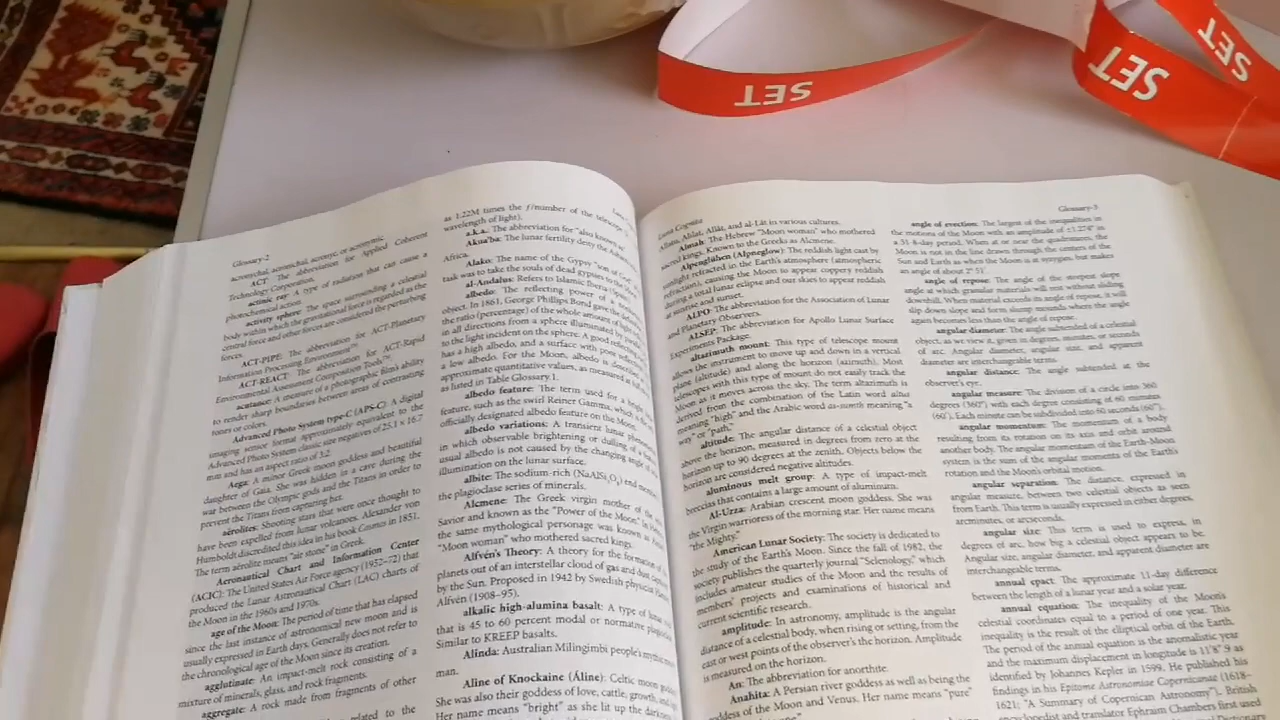 SET
SET
SET
Glossary-2
acronychal, acronichal, acronyc, or acronymic
ACT The abbreviation for Applied Coherent
Technology Corporation.
actinic ray A type of radiation that can cause a
photochemical action.
activity sphere: The space surrounding a celestial
body within which the gravitational force is regarded as the
central force and other forces are considered the perturbing
forces.
ACT-PIPE: The abbreviation for ACT-Planetary
Information Processing Environment™.
ACT-REACT: The abbreviation for ACT-Rapid
Environmental Assessment Composition Tools™.
acutance: A measure of a photographic film's ability
to render sharp boundaries between areas of contrasting
tones or colors.
Advanced Photo System type-C (APS-C): A digital
imaging sensor format approximately equivalent to the
Advanced Photo System classic size negatives of 25.1 × 16.7
mm and has an aspect ratio of 3:2.
Aega: A minor moon goddess and beautiful
daughter of Gaia. She was hidden in a cave during the
war between the Olympic gods and the Titans in order to
prevent the Titans from capturing her.
aërolites: Shooting stars that were once thought to
have been expelled from lunar volcanoes. Alexander von
Humboldt discredited this idea in his book Cosmos in 1851.
The term aërolite means "air stone" in Greek.
Aeronautical Chart and Information Center
(ACIC): The United States Air Force agency (1952–72) that
produced the Lunar Astronautical Chart (LAC) charts of
the Moon in the 1960s and 1970s.
age of the Moon: The period of time that has elapsed
since the last instance of astronomical new moon and is
usually expressed in Earth days. Generally does not refer to
the chronological age of the Moon since its creation.
agglutinate: An impact-melt rock consisting of a
mixture of minerals, glass, and rock fragments.
aggregate: A rock made from fragments of other
related to the
as 1.22M times the f/number of the telescope
wavelength of light).
a.k.a. The abbreviation for "also known as"
Akua'ba: The lunar fertility deity the
Africa.
Alako: The name of the Gypsy "son of
task was to take the souls of dead gypsies to the
al-Andalus: Refers to Islamic Iberia
albedo: The reflecting power of a
object. In 1861, George Phillips Bond gave the
the ratio (percentage) of the whole amount of light
in all directions from a sphere illuminated by
to the light incident on the sphere. A good
has a high albedo, and a surface with poor
a low albedo. For the Moon, albedo is
approximate quantitative values, as measured
as listed in Table Glossary.1.
albedo feature: The term used for a
feature, such as the swirl Reiner Gamma, which
officially designated albedo feature on the Moon.
albedo variations: A transient lunar
in which observable brightening or dulling of
usual albedo is not caused by the changing angle of
illumination on the lunar surface.
albite: The sodium-rich (NaAlSi₃O₈) end
the plagioclase series of minerals.
Alcmene: The Greek virgin mother of the
Savior and known as the "Power of the Moon."
the same mythological personage was known
"Moon woman" who mothered sacred kings.
Alfvén's Theory: A theory for the formation of
planets out of an interstellar cloud of gas and dust
by the Sun. Proposed in 1942 by Swedish physicist
Alfvén (1908–95).
alkalic high-alumina basalt: A type of lunar
that is 45 to 60 percent modal or normative
Similar to KREEP basalts.
Alinda: Australian Milingimbi people's
man.
Aline of Knockaine (Áline): Celtic moon
She was also their goddess of love, cattle, growth,
Her name means "bright" as she lit up the
Luna Cognita
Allatu, Ahlat, Allāt, and al-Lāt in various cultures.
Almah: The Hebrew "Moon woman" who mothered
sacred kings. Known to the Greeks as Alcmene.
Alpenglühen (Alpenglow): The reddish light cast by
sunlight refracted in the Earth's atmosphere (atmospheric
refraction), causing the Moon to appear coppery reddish
during a total lunar eclipse and our skies to appear reddish
at sunrise and sunset.
ALPO: The abbreviation for the Association of Lunar
and Planetary Observers.
ALSEP: The abbreviation for Apollo Lunar Surface
Experiments Package.
altazimuth mount: This type of telescope mount
allows the instrument to move up and down in a vertical
plane (altitude) and along the horizon (azimuth). Most
telescopes with this type of mount do not easily track the
Moon as it moves across the sky. The term altazimuth is
derived from the combination of the Latin word altus
meaning "high" and the Arabic word as-sumūt meaning "a
way" or "path."
altitude: The angular distance of a celestial object
above the horizon, measured in degrees from zero at the
horizon up to 90 degrees at the zenith. Objects below the
horizon are considered negative altitudes.
aluminous melt group: A type of impact-melt
breccias that contains a large amount of aluminum.
Al-Uzza: Arabian crescent moon goddess. She was
the Virgin warrioress of the morning star. Her name means
"the Mighty."
American Lunar Society: The society is dedicated to
the study of the Earth's Moon. Since the fall of 1982, the
society publishes the quarterly journal "Selenology," which
includes amateur studies of the Moon and the results of
members' projects and examinations of historical and
current scientific research.
amplitude: In astronomy, amplitude is the angular
distance of a celestial body, when rising or setting, from the
east or west points of the observer's horizon. Amplitude
is measured on the horizon.
An: The abbreviation for anorthite.
Anahita: A Persian river goddess as well as being the
goddess of the Moon and Venus. Her name means "pure"
Glossary-3
angle of evection: The largest of the inequalities in
the motions of the Moon with an amplitude of ±1.274° in
a 31.8-day period. When at or near the quadrature, the
Moon is not in the line drawn through the centers of the
Sun and Earth as when the Moon is at syzygies, but makes
an angle of about 2° 51'.
angle of repose: The angle of the steepest slope
angle at which granular materials will rest without sliding
downhill. When material exceeds its angle of repose, it will
slip down slope and form slump mounds where the angle
again becomes less than the angle of repose.
angular diameter: The angle subtended of a celestial
object, as we view it, given in degrees, minutes, or seconds
of arc. Angular diameter, angular size, and apparent
diameter are interchangeable terms.
angular distance: The angle subtended at the
observer's eye.
angular measure: The division of a circle into 360
degrees (360°) with each degree consisting of 60 minutes
(60'). Each minute can be subdivided into 60 seconds (60").
angular momentum: The momentum of a body
resulting from its rotation on its axis and orbit around
another body. The angular momentum of the Earth-Moon
system is the sum of the angular momentums of the Earth's
rotation and the Moon's orbital motion.
angular separation: The distance, expressed in
angular measure, between two celestial objects as seen
from Earth. This term is usually expressed in either degrees,
arcminutes, or arcseconds.
angular size: This term is used to express, in
degrees of arc, how big a celestial object appears to be.
Angular size, angular diameter, and apparent diameter are
interchangeable terms.
annual epact: The approximate 11-day difference
between the length of a lunar year and a solar year.
annual equation: The inequality of the Moon's
celestial coordinates equal to a period of one year. This
inequality is the result of the elliptical orbit of the Earth.
The period of the annual equation is the anomalistic year
and the maximum displacement in longitude is 11'8".9 as
identified by Johannes Kepler in 1599. He published his
findings in his Epitome Astronomiae Copernicanae (1618–
1621; "A Summary of Copernican Astronomy"). British
encyclopedist and translator Ephraim Chambers first used